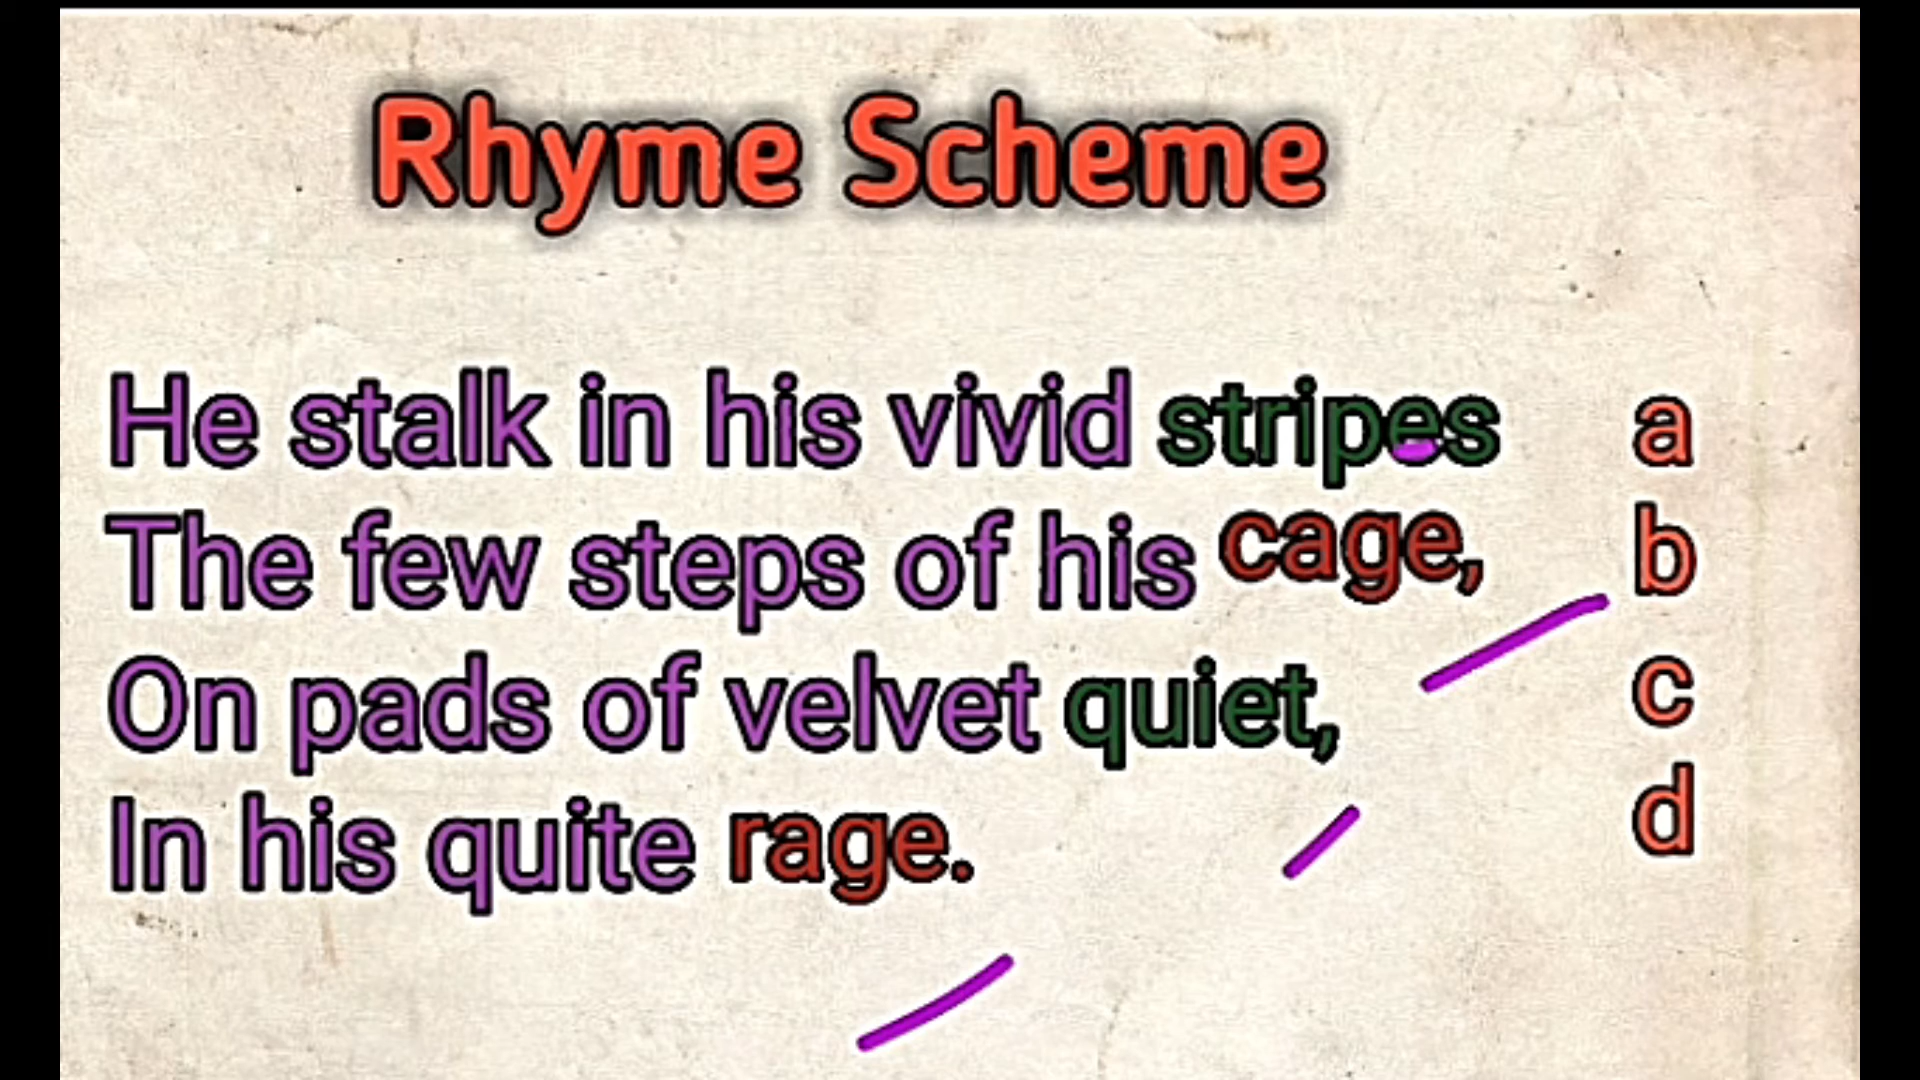 Rhyme Scheme
He stalk in his vivid stripes a
The few steps of his cage, b
On pads of velvet quiet, c
In his quite rage. d